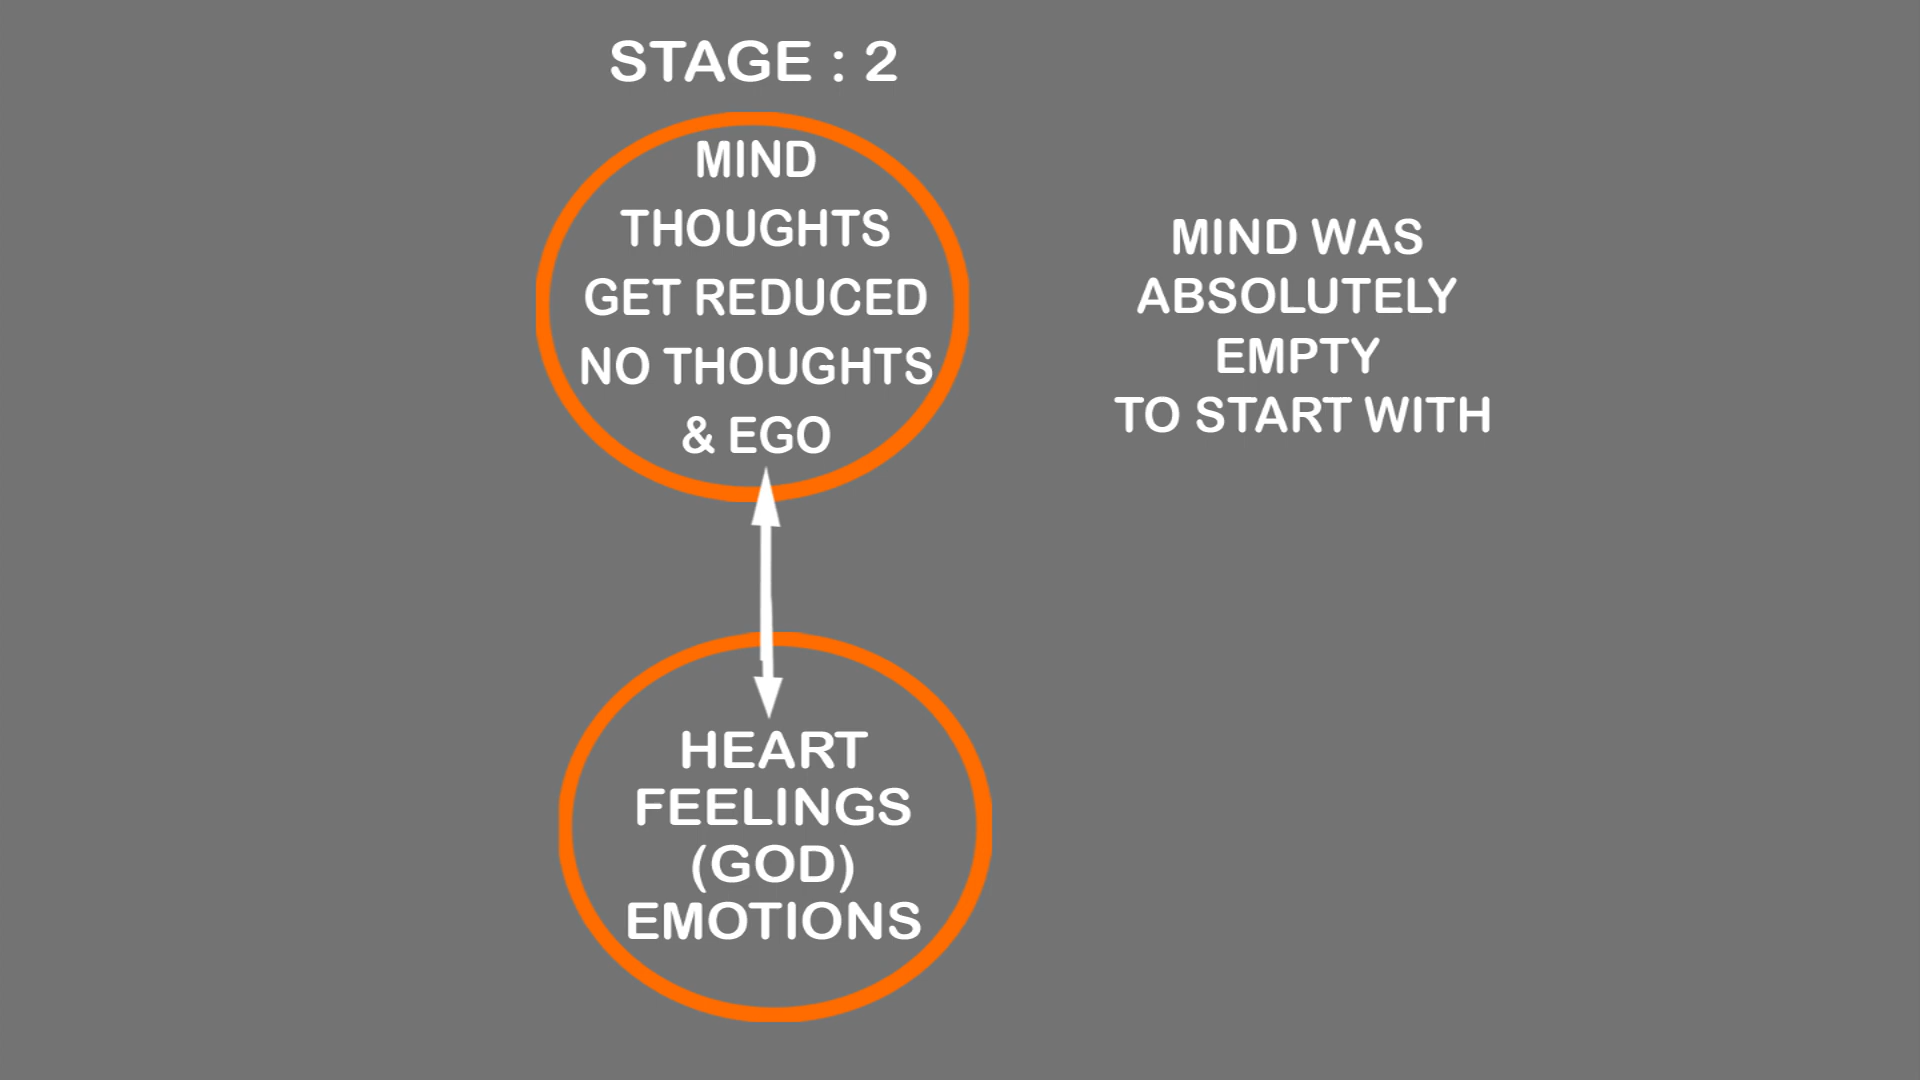 STAGE : 2
MIND
THOUGHTS
GET REDUCED
NO THOUGHTS
& EGO
MIND WAS
ABSOLUTELY
EMPTY
TO START WITH
HEART
FEELINGS
(GOD)
EMOTIONS